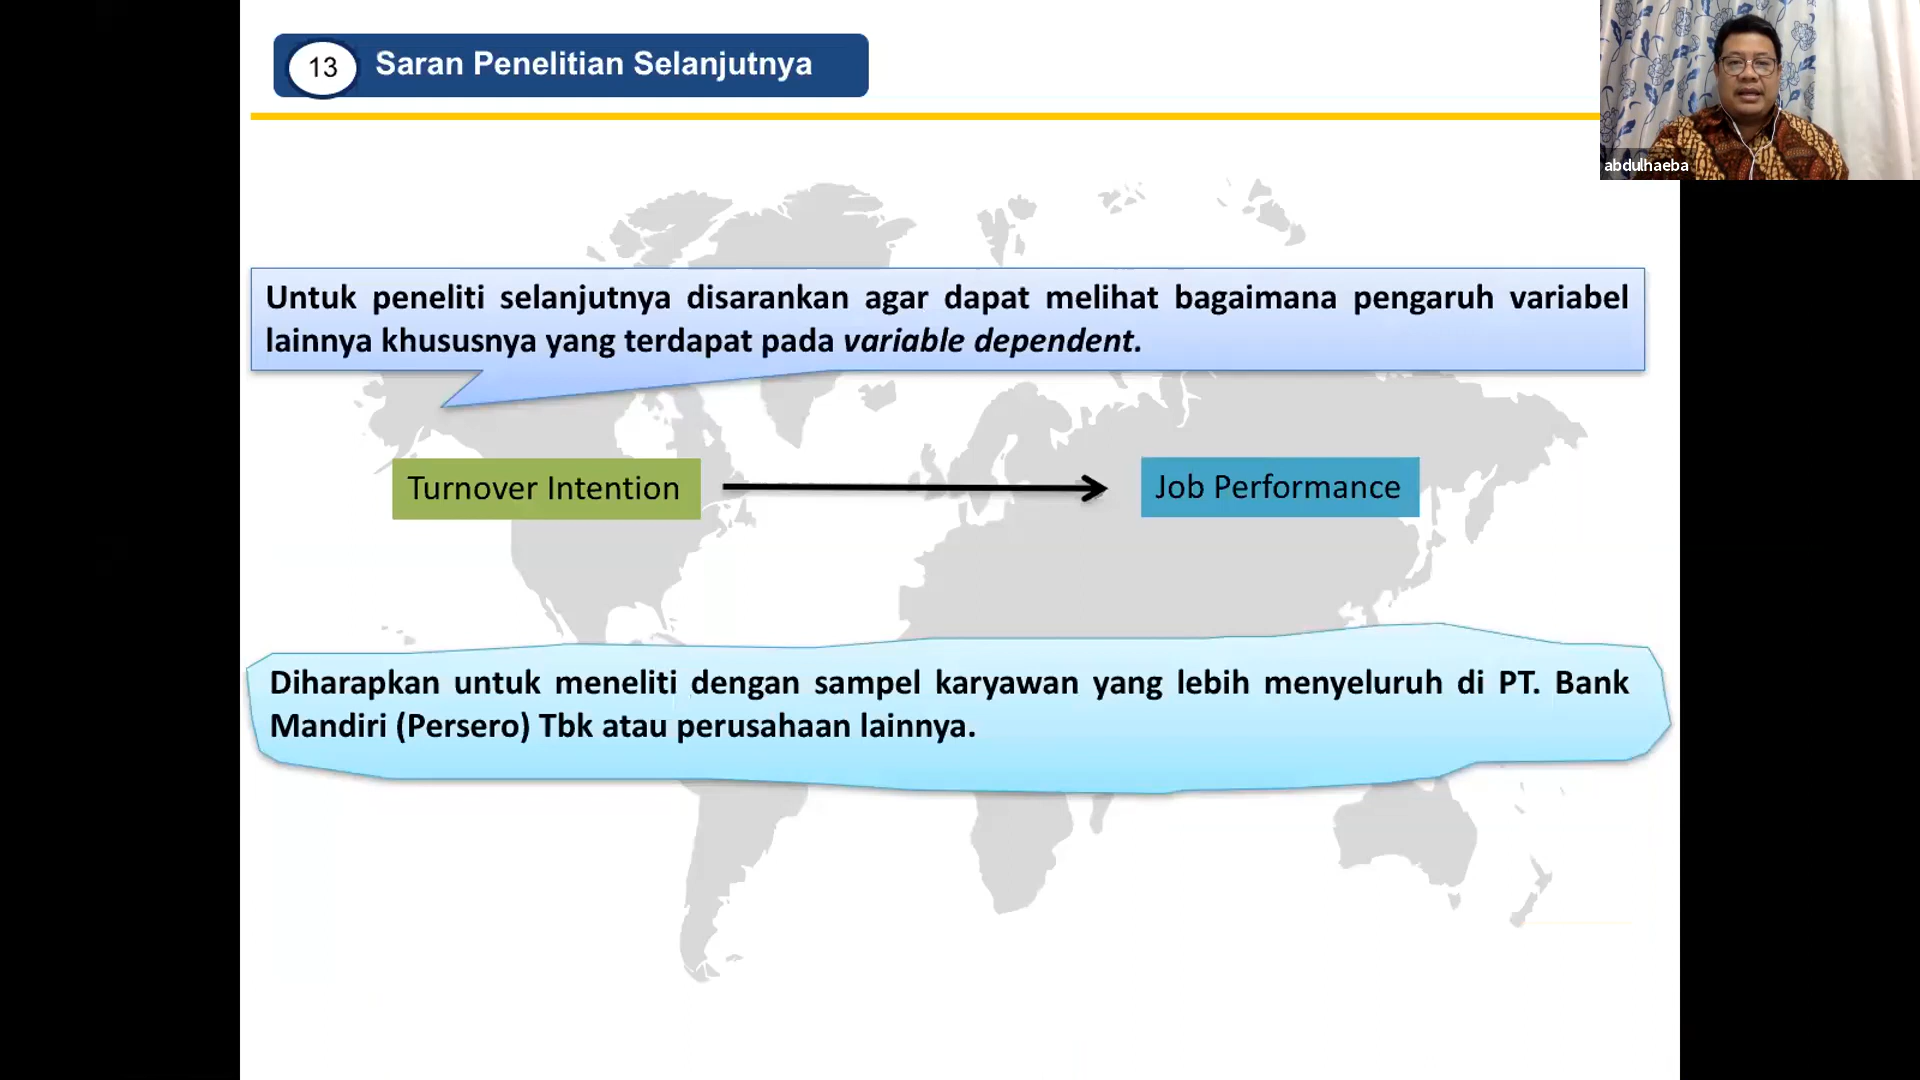 13
Saran Penelitian Selanjutnya
abdulhaeba
Untuk peneliti selanjutnya disarankan agar dapat melihat bagaimana pengaruh variabel
lainnya khususnya yang terdapat pada variable dependent.
Turnover Intention
Job Performance
Diharapkan untuk meneliti dengan sampel karyawan yang lebih menyeluruh di PT. Bank
Mandiri (Persero) Tbk atau perusahaan lainnya.